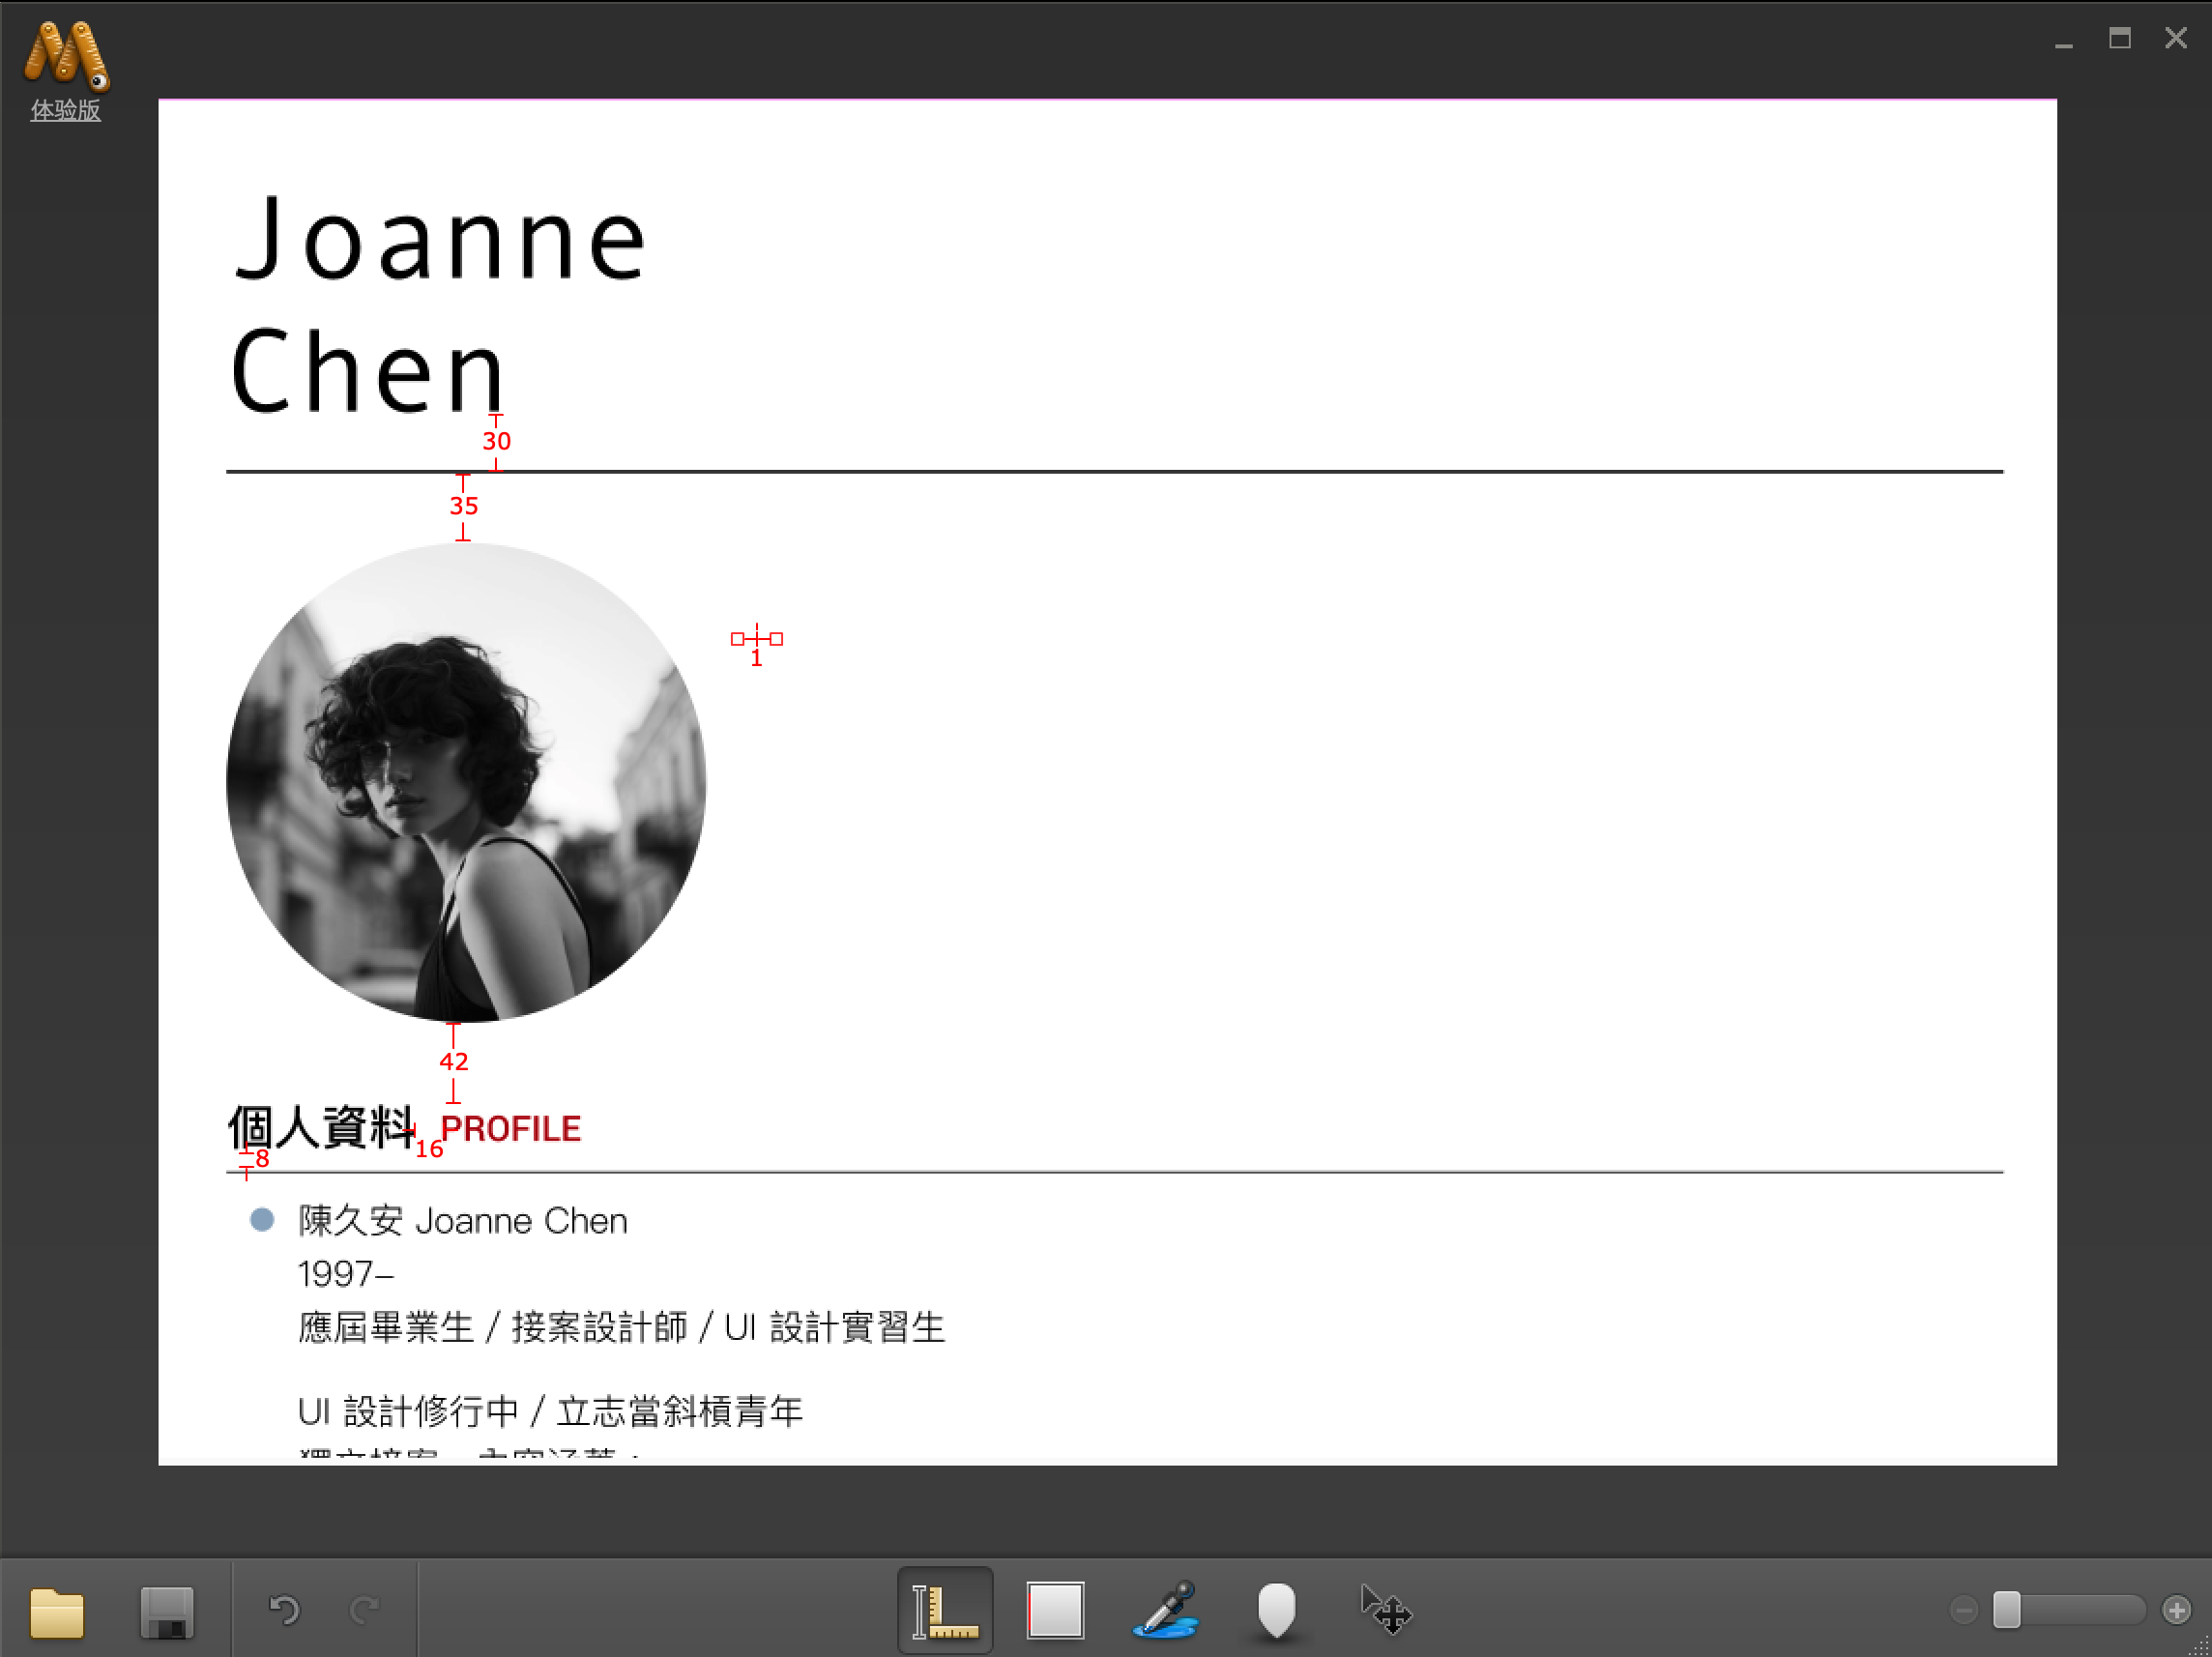 体验版
Joanne
Chen
30
35
1
42
個人資料 16 PROFILE
8
陳久安 Joanne Chen
1997–
應屆畢業生 / 接案設計師 / UI 設計實習生
UI 設計修行中 / 立志當斜槓青年